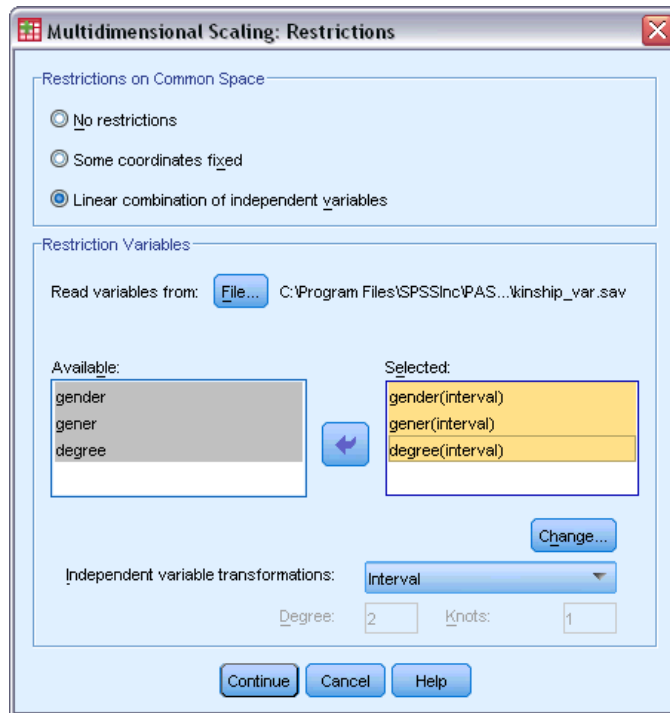 Multidimensional Scaling: Restrictions
Restrictions on Common Space
No restrictions
Some coordinates fixed
Linear combination of independent variables
Restriction Variables
Read variables from: File... C:\Program Files\SPSSInc\PAS...\kinship_var.sav
Available:
gender
gener
degree
Selected:
gender(interval)
gener(interval)
degree(interval)
Change...
Independent variable transformations: Interval
Degree: 2 Knots: 1
Continue Cancel Help